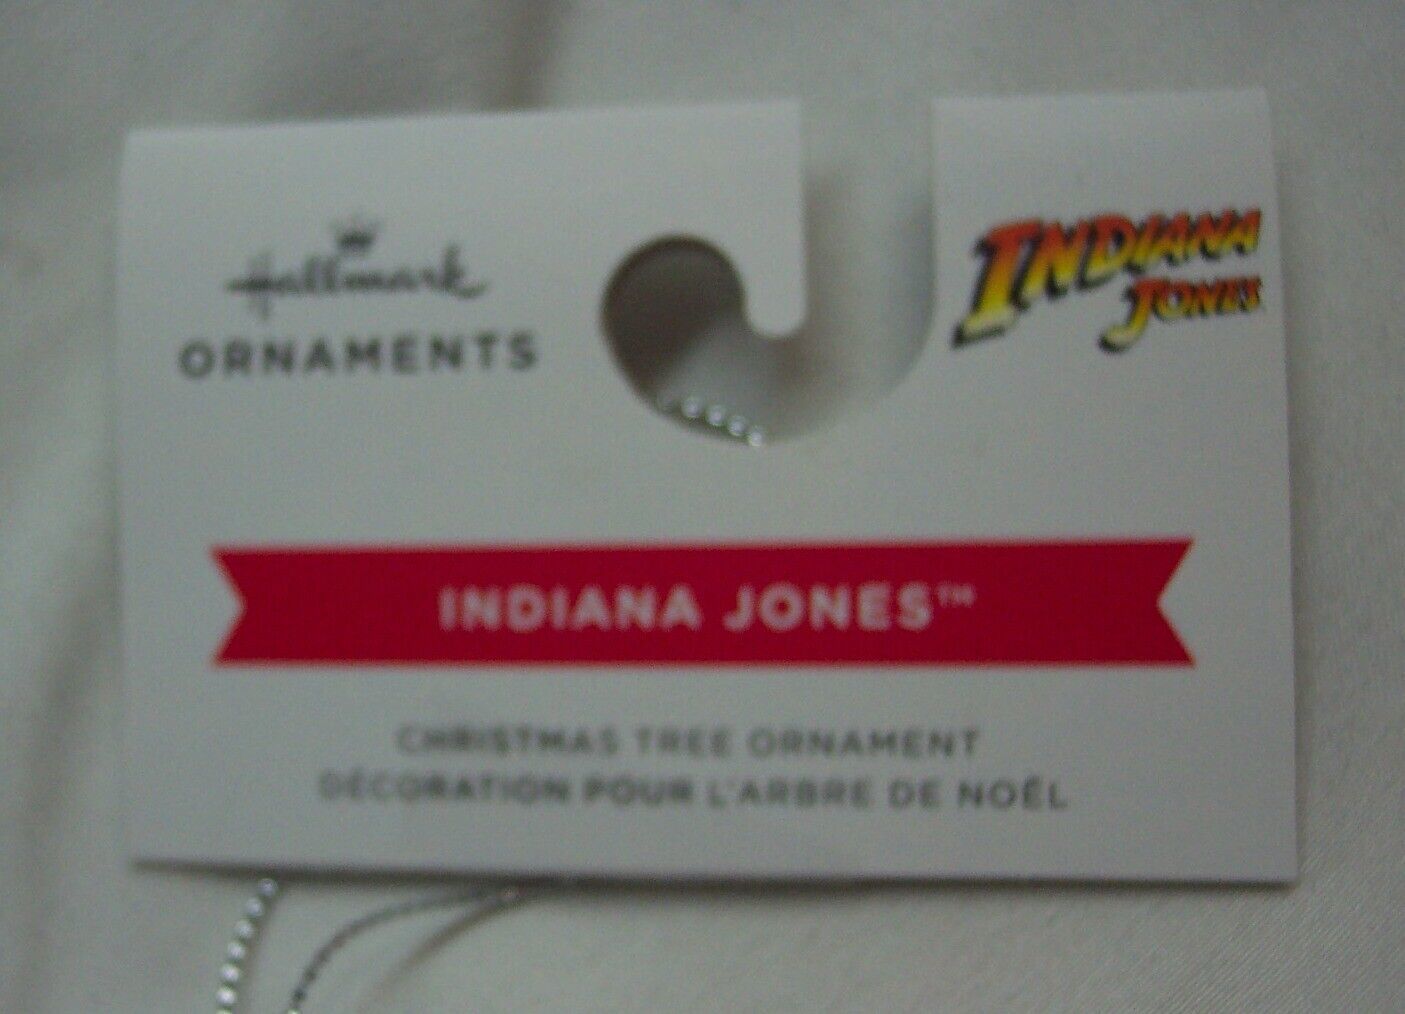 Hallmark
ORNAMENTS
INDIANA
JONES
INDIANA JONES™
CHRISTMAS TREE ORNAMENT
DÉCORATION POUR L'ARBRE DE NOËL